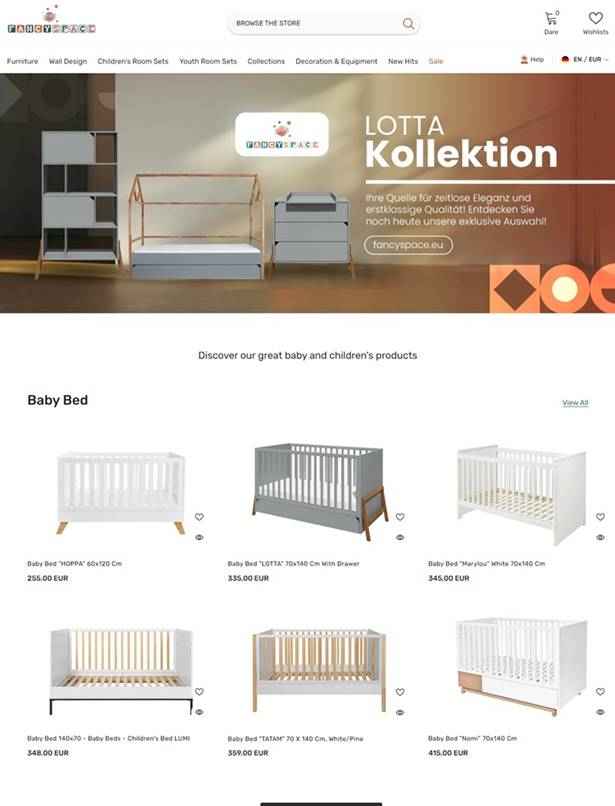 FANCYSPACE
BROWSE THE STORE
0
Dare
Wishlists
Furniture Wall Design Children's Room Sets Youth Room Sets Collections Decoration & Equipment New Hits Sale
Help
EN / EUR
FANCYSPACE
LOTTA
Kollektion
Ihre Quelle für zeitlose Eleganz und
erstklassige Qualität! Entdecken Sie
noch heute unsere exklusive Auswahl!
fancyspace.eu
Discover our great baby and children's products
Baby Bed
View All
Baby Bed "HOPPA" 60x120 Cm
255.00 EUR
Baby Bed "LOTTA" 70x140 Cm With Drawer
335.00 EUR
Baby Bed "Marylou" White 70x140 Cm
345.00 EUR
Baby Bed 140x70 - Baby Beds - Children's Bed LUMI
348.00 EUR
Baby Bed "TATAM" 70 X 140 Cm, White/Pine
359.00 EUR
Baby Bed "Nomi" 70x140 Cm
415.00 EUR